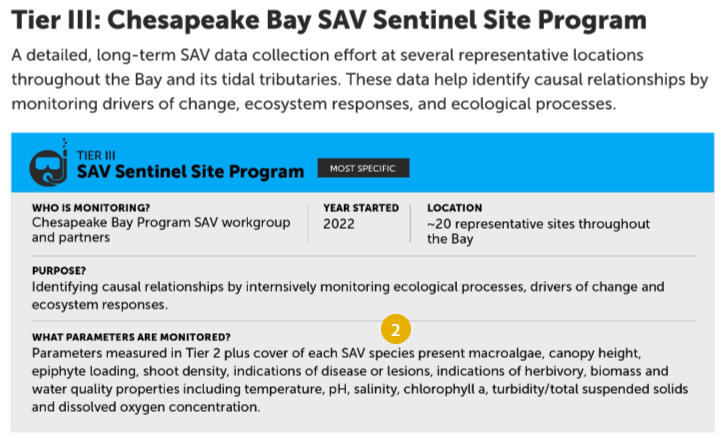 Tier III: Chesapeake Bay SAV Sentinel Site Program
A detailed, long-term SAV data collection effort at several representative locations
throughout the Bay and its tidal tributaries. These data help identify causal relationships by
monitoring drivers of change, ecosystem responses, and ecological processes.
TIER III
SAV Sentinel Site Program
MOST SPECIFIC
WHO IS MONITORING?
Chesapeake Bay Program SAV workgroup
and partners
YEAR STARTED
2022
LOCATION
~20 representative sites throughout
the Bay
PURPOSE?
Identifying causal relationships by internsively monitoring ecological processes, drivers of change and
ecosystem responses.
2
WHAT PARAMETERS ARE MONITORED?
Parameters measured in Tier 2 plus cover of each SAV species present macroalgae, canopy height,
epiphyte loading, shoot density, indications of disease or lesions, indications of herbivory, biomass and
water quality properties including temperature, pH, salinity, chlorophyll a, turbidity/total suspended solids
and dissolved oxygen concentration.